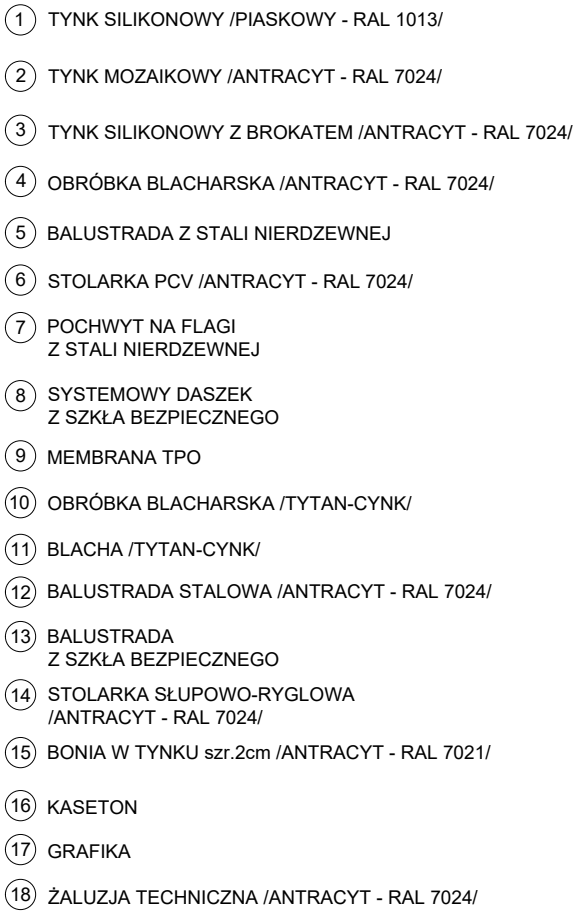 1 TYNK SILIKONOWY /PIASKOWY - RAL 1013/
2 TYNK MOZAIKOWY /ANTRACYT - RAL 7024/
3 TYNK SILIKONOWY Z BROKATEM /ANTRACYT - RAL 7024/
4 OBRÓBKA BLACHARSKA /ANTRACYT - RAL 7024/
5 BALUSTRADA Z STALI NIERDZEWNEJ
6 STOLARKA PCV /ANTRACYT - RAL 7024/
7 POCHWYT NA FLAGI
Z STALI NIERDZEWNEJ
8 SYSTEMOWY DASZEK
Z SZKŁA BEZPIECZNEGO
9 MEMBRANA TPO
10 OBRÓBKA BLACHARSKA /TYTAN-CYNK/
11 BLACHA /TYTAN-CYNK/
12 BALUSTRADA STALOWA /ANTRACYT - RAL 7024/
13 BALUSTRADA
Z SZKŁA BEZPIECZNEGO
14 STOLARKA SŁUPOWO-RYGLOWA
/ANTRACYT - RAL 7024/
15 BONIA W TYNKU szr.2cm /ANTRACYT - RAL 7021/
16 KASETON
17 GRAFIKA
18 ŻALUZJA TECHNICZNA /ANTRACYT - RAL 7024/